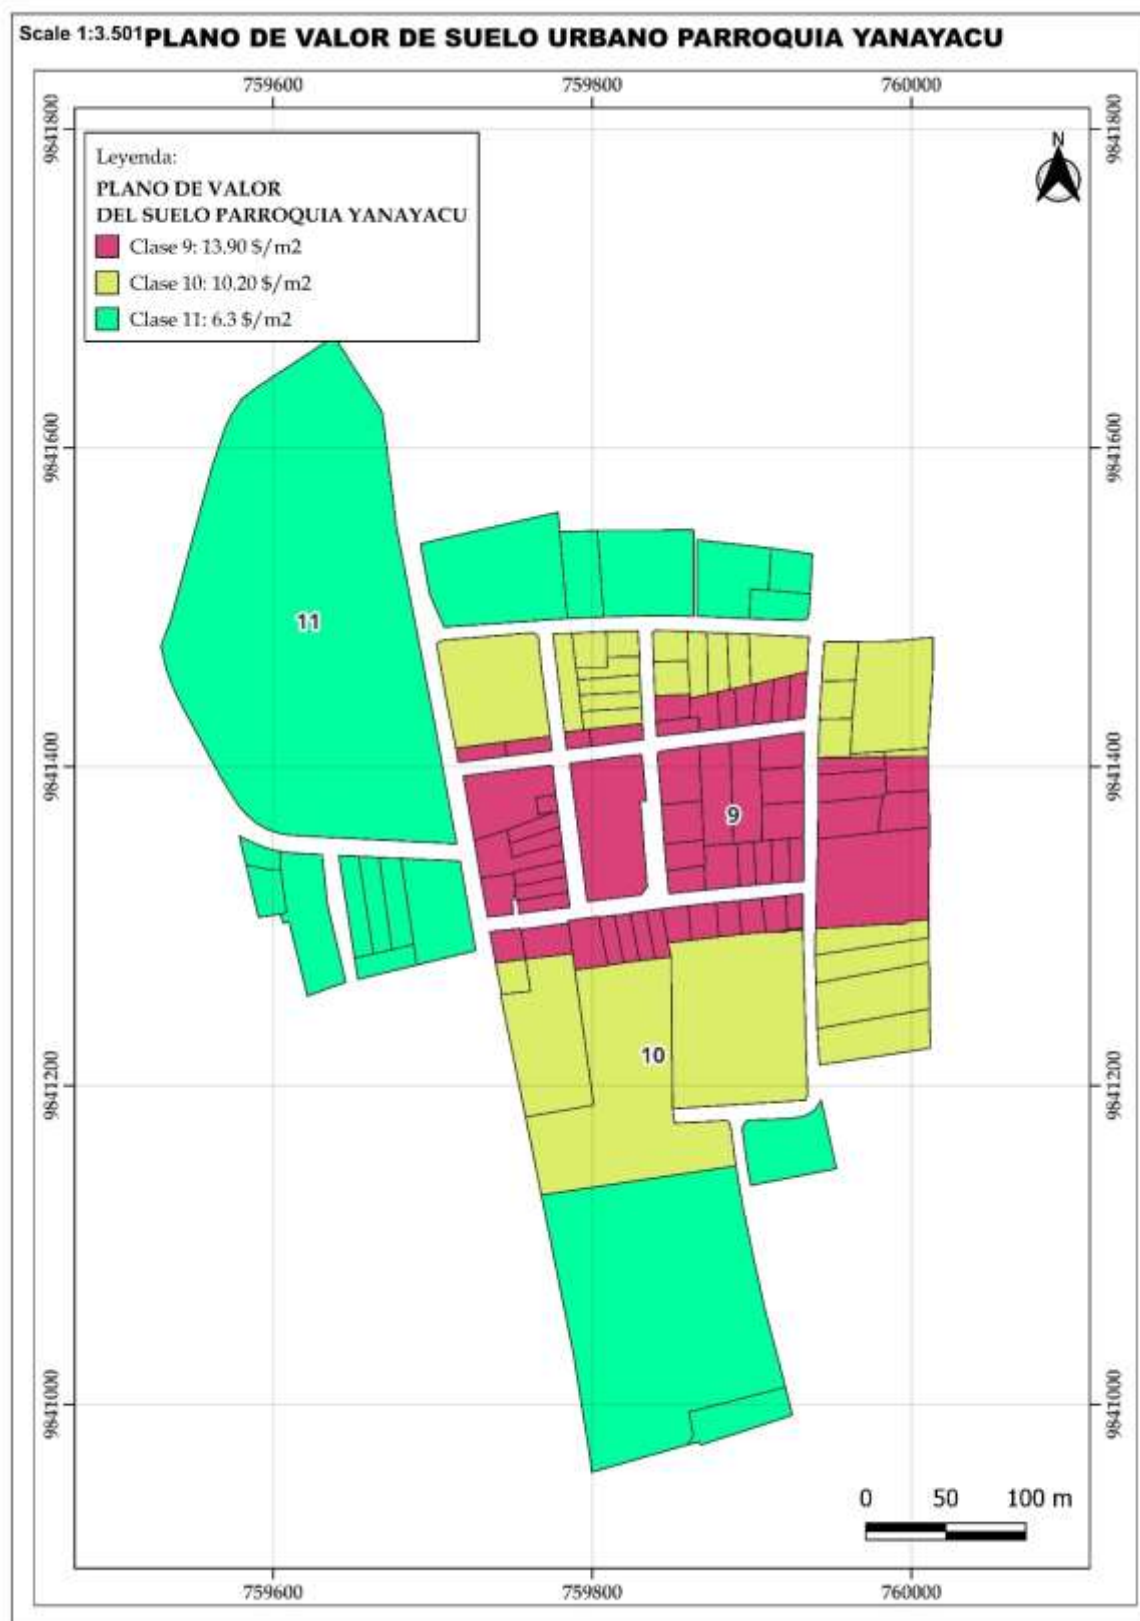 Scale 1:3.501
PLANO DE VALOR DE SUELO URBANO PARROQUIA YANAYACU
759600 759800 760000
9841800 9841800
Leyenda:
PLANO DE VALOR
DEL SUELO PARROQUIA YANAYACU
Clase 9: 13.90 $/m2
Clase 10: 10.20 $/m2
Clase 11: 6.3 $/m2
N
9841600 9841600
11
9841400 9841400
9
10
9841200 9841200
9841000 9841000
0 50 100 m
759600 759800 760000